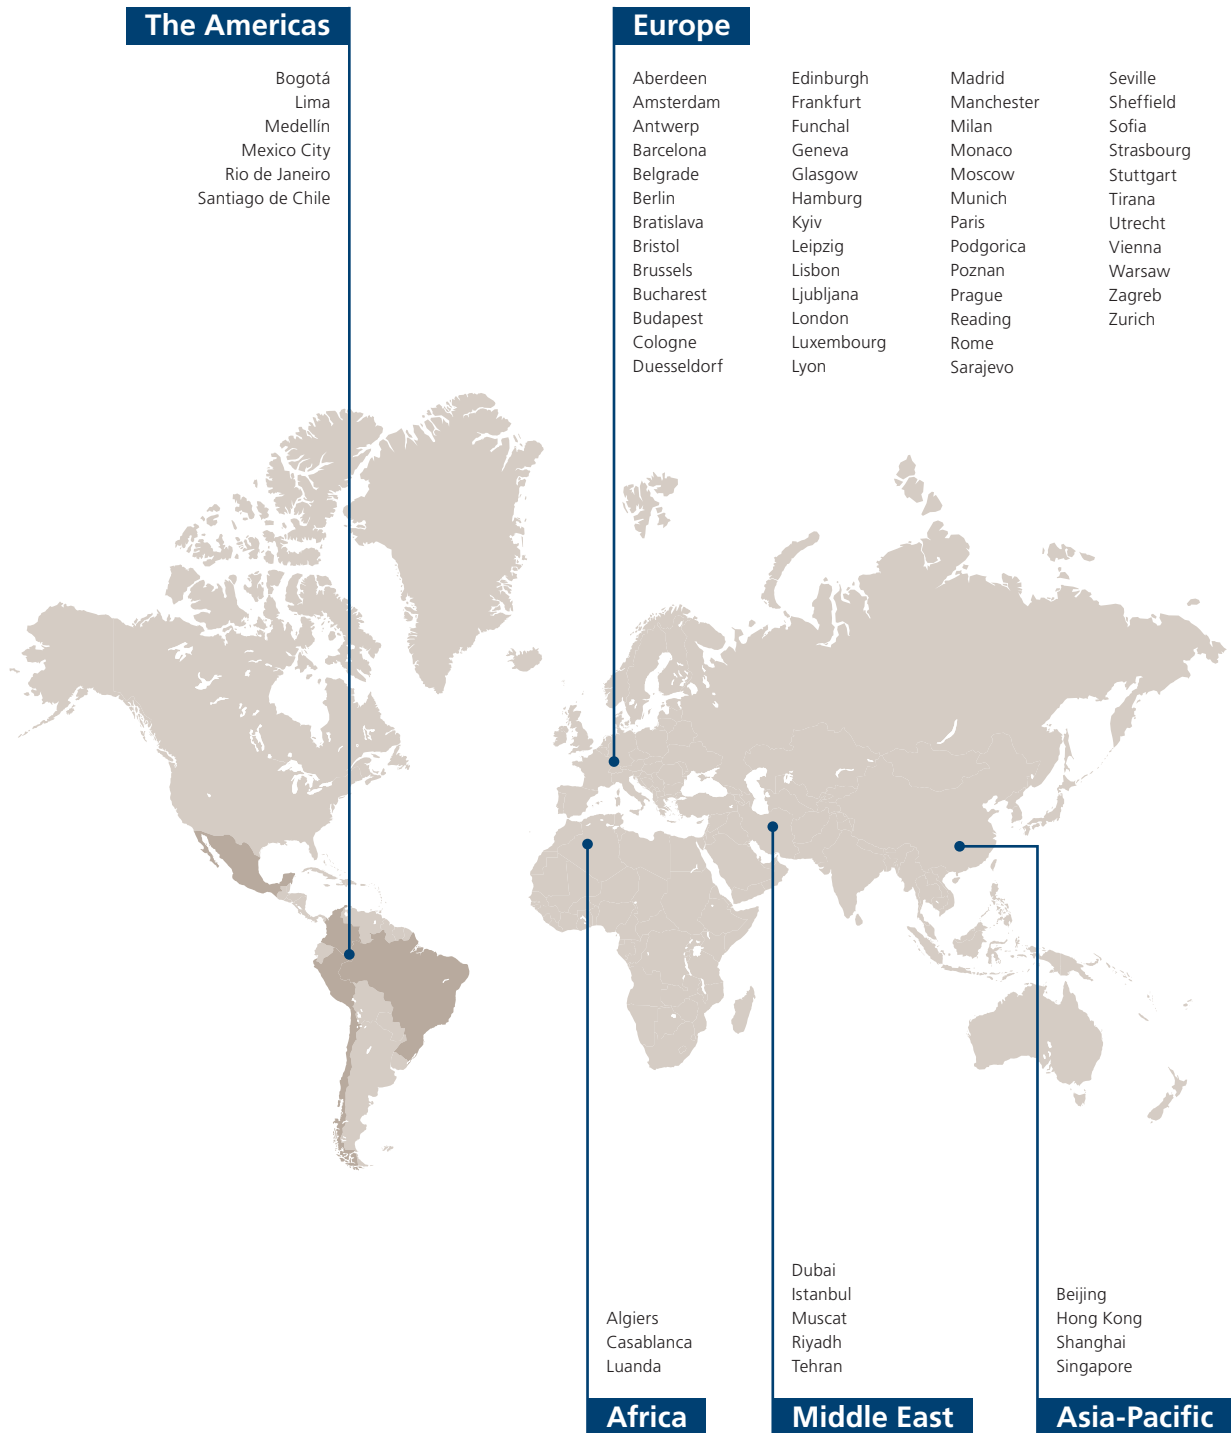 The Americas
Bogotá
Lima
Medellín
Mexico City
Rio de Janeiro
Santiago de Chile
Europe
Aberdeen
Amsterdam
Antwerp
Barcelona
Belgrade
Berlin
Bratislava
Bristol
Brussels
Bucharest
Budapest
Cologne
Duesseldorf
Edinburgh
Frankfurt
Funchal
Geneva
Glasgow
Hamburg
Kyiv
Leipzig
Lisbon
Ljubljana
London
Luxembourg
Lyon
Madrid
Manchester
Milan
Monaco
Moscow
Munich
Paris
Podgorica
Poznan
Prague
Reading
Rome
Sarajevo
Seville
Sheffield
Sofia
Strasbourg
Stuttgart
Tirana
Utrecht
Vienna
Warsaw
Zagreb
Zurich
Algiers
Casablanca
Luanda
Africa
Dubai
Istanbul
Muscat
Riyadh
Tehran
Middle East
Beijing
Hong Kong
Shanghai
Singapore
Asia-Pacific